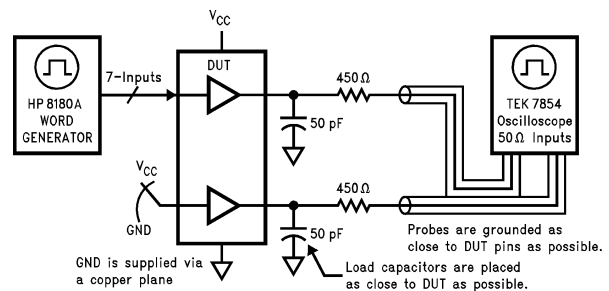 V_CC
HP 8180A
WORD
GENERATOR
7-Inputs
DUT
450Ω
50 pF
TEK 7854
Oscilloscope
50Ω Inputs
V_CC
GND
450Ω
50 pF
Probes are grounded as
close to DUT pins as possible.
GND is supplied via
a copper plane
Load capacitors are placed
as close to DUT as possible.